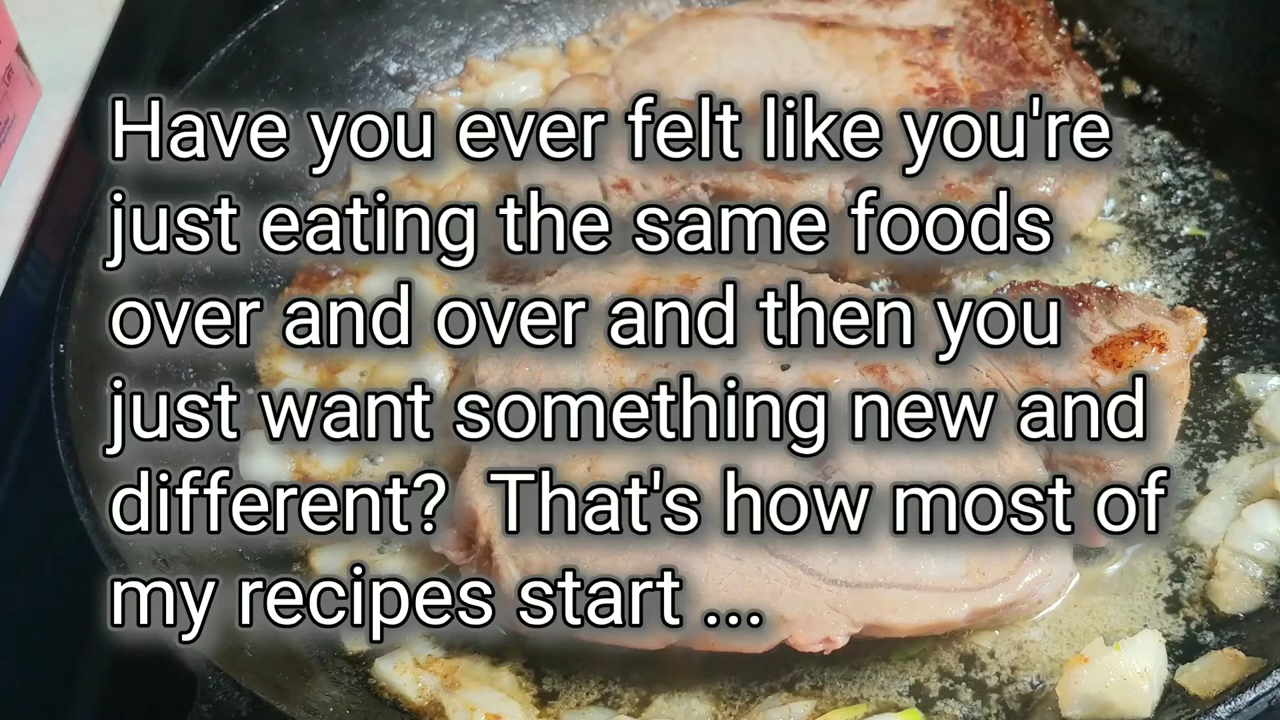 Have you ever felt like you're
just eating the same foods
over and over and then you
just want something new and
different?  That's how most of
my recipes start ...